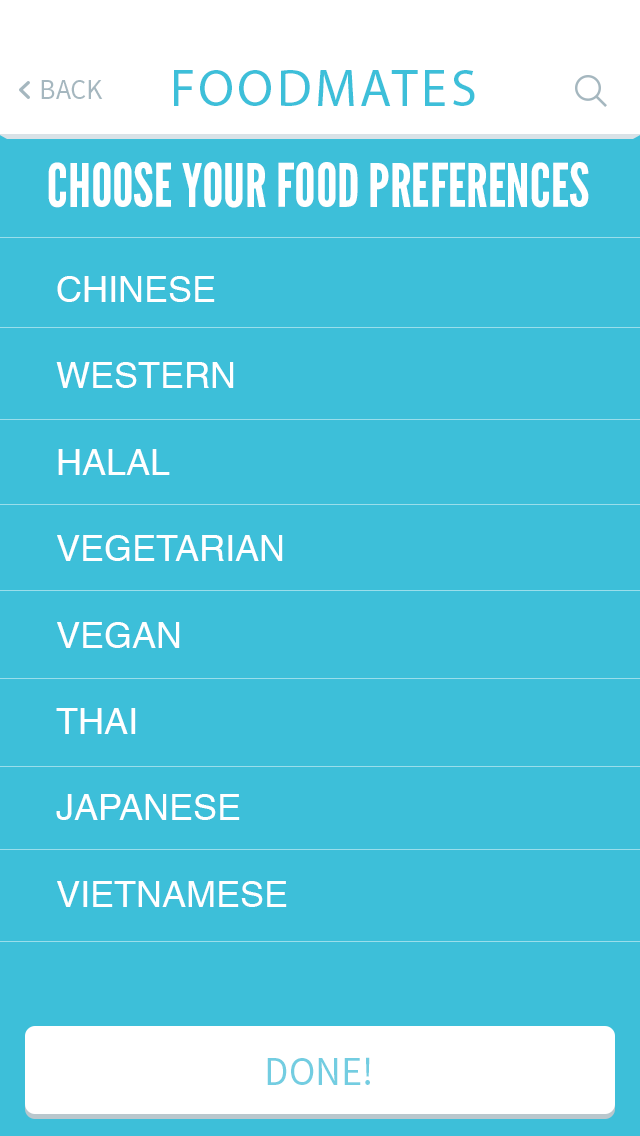 BACK
FOODMATES
CHOOSE YOUR FOOD PREFERENCES
CHINESE
WESTERN
HALAL
VEGETARIAN
VEGAN
THAI
JAPANESE
VIETNAMESE
DONE!